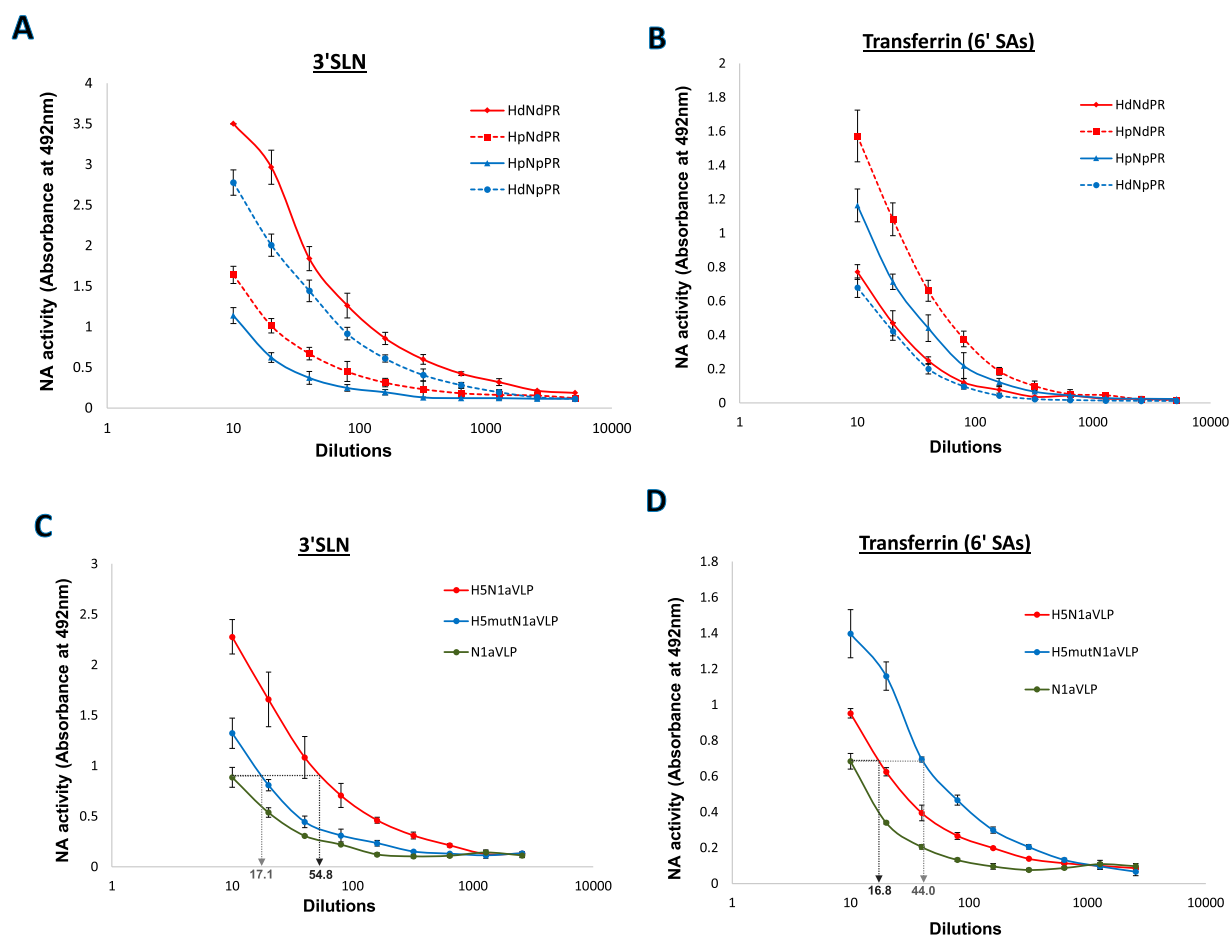 A
3'SLN
NA activity (Absorbance at 492nm)
4
3.5
3
2.5
2
1.5
1
0.5
0
1
10
100
1000
10000
Dilutions
HdNdPR
HpNdPR
HpNpPR
HdNpPR
B
Transferrin (6' SAs)
NA activity (Absorbance at 492nm)
2
1.8
1.6
1.4
1.2
1
0.8
0.6
0.4
0.2
0
1
10
100
1000
10000
Dilutions
HdNdPR
HpNdPR
HpNpPR
HdNpPR
C
3'SLN
NA activity (Absorbance at 492nm)
3
2.5
2
1.5
1
0.5
0
1
10
100
1000
10000
17.1
54.8
Dilutions
H5N1aVLP
H5mutN1aVLP
N1aVLP
D
Transferrin (6' SAs)
NA activity (Absorbance at 492nm)
1.8
1.6
1.4
1.2
1
0.8
0.6
0.4
0.2
0
1
10
100
1000
10000
16.8
44.0
Dilutions
H5N1aVLP
H5mutN1aVLP
N1aVLP